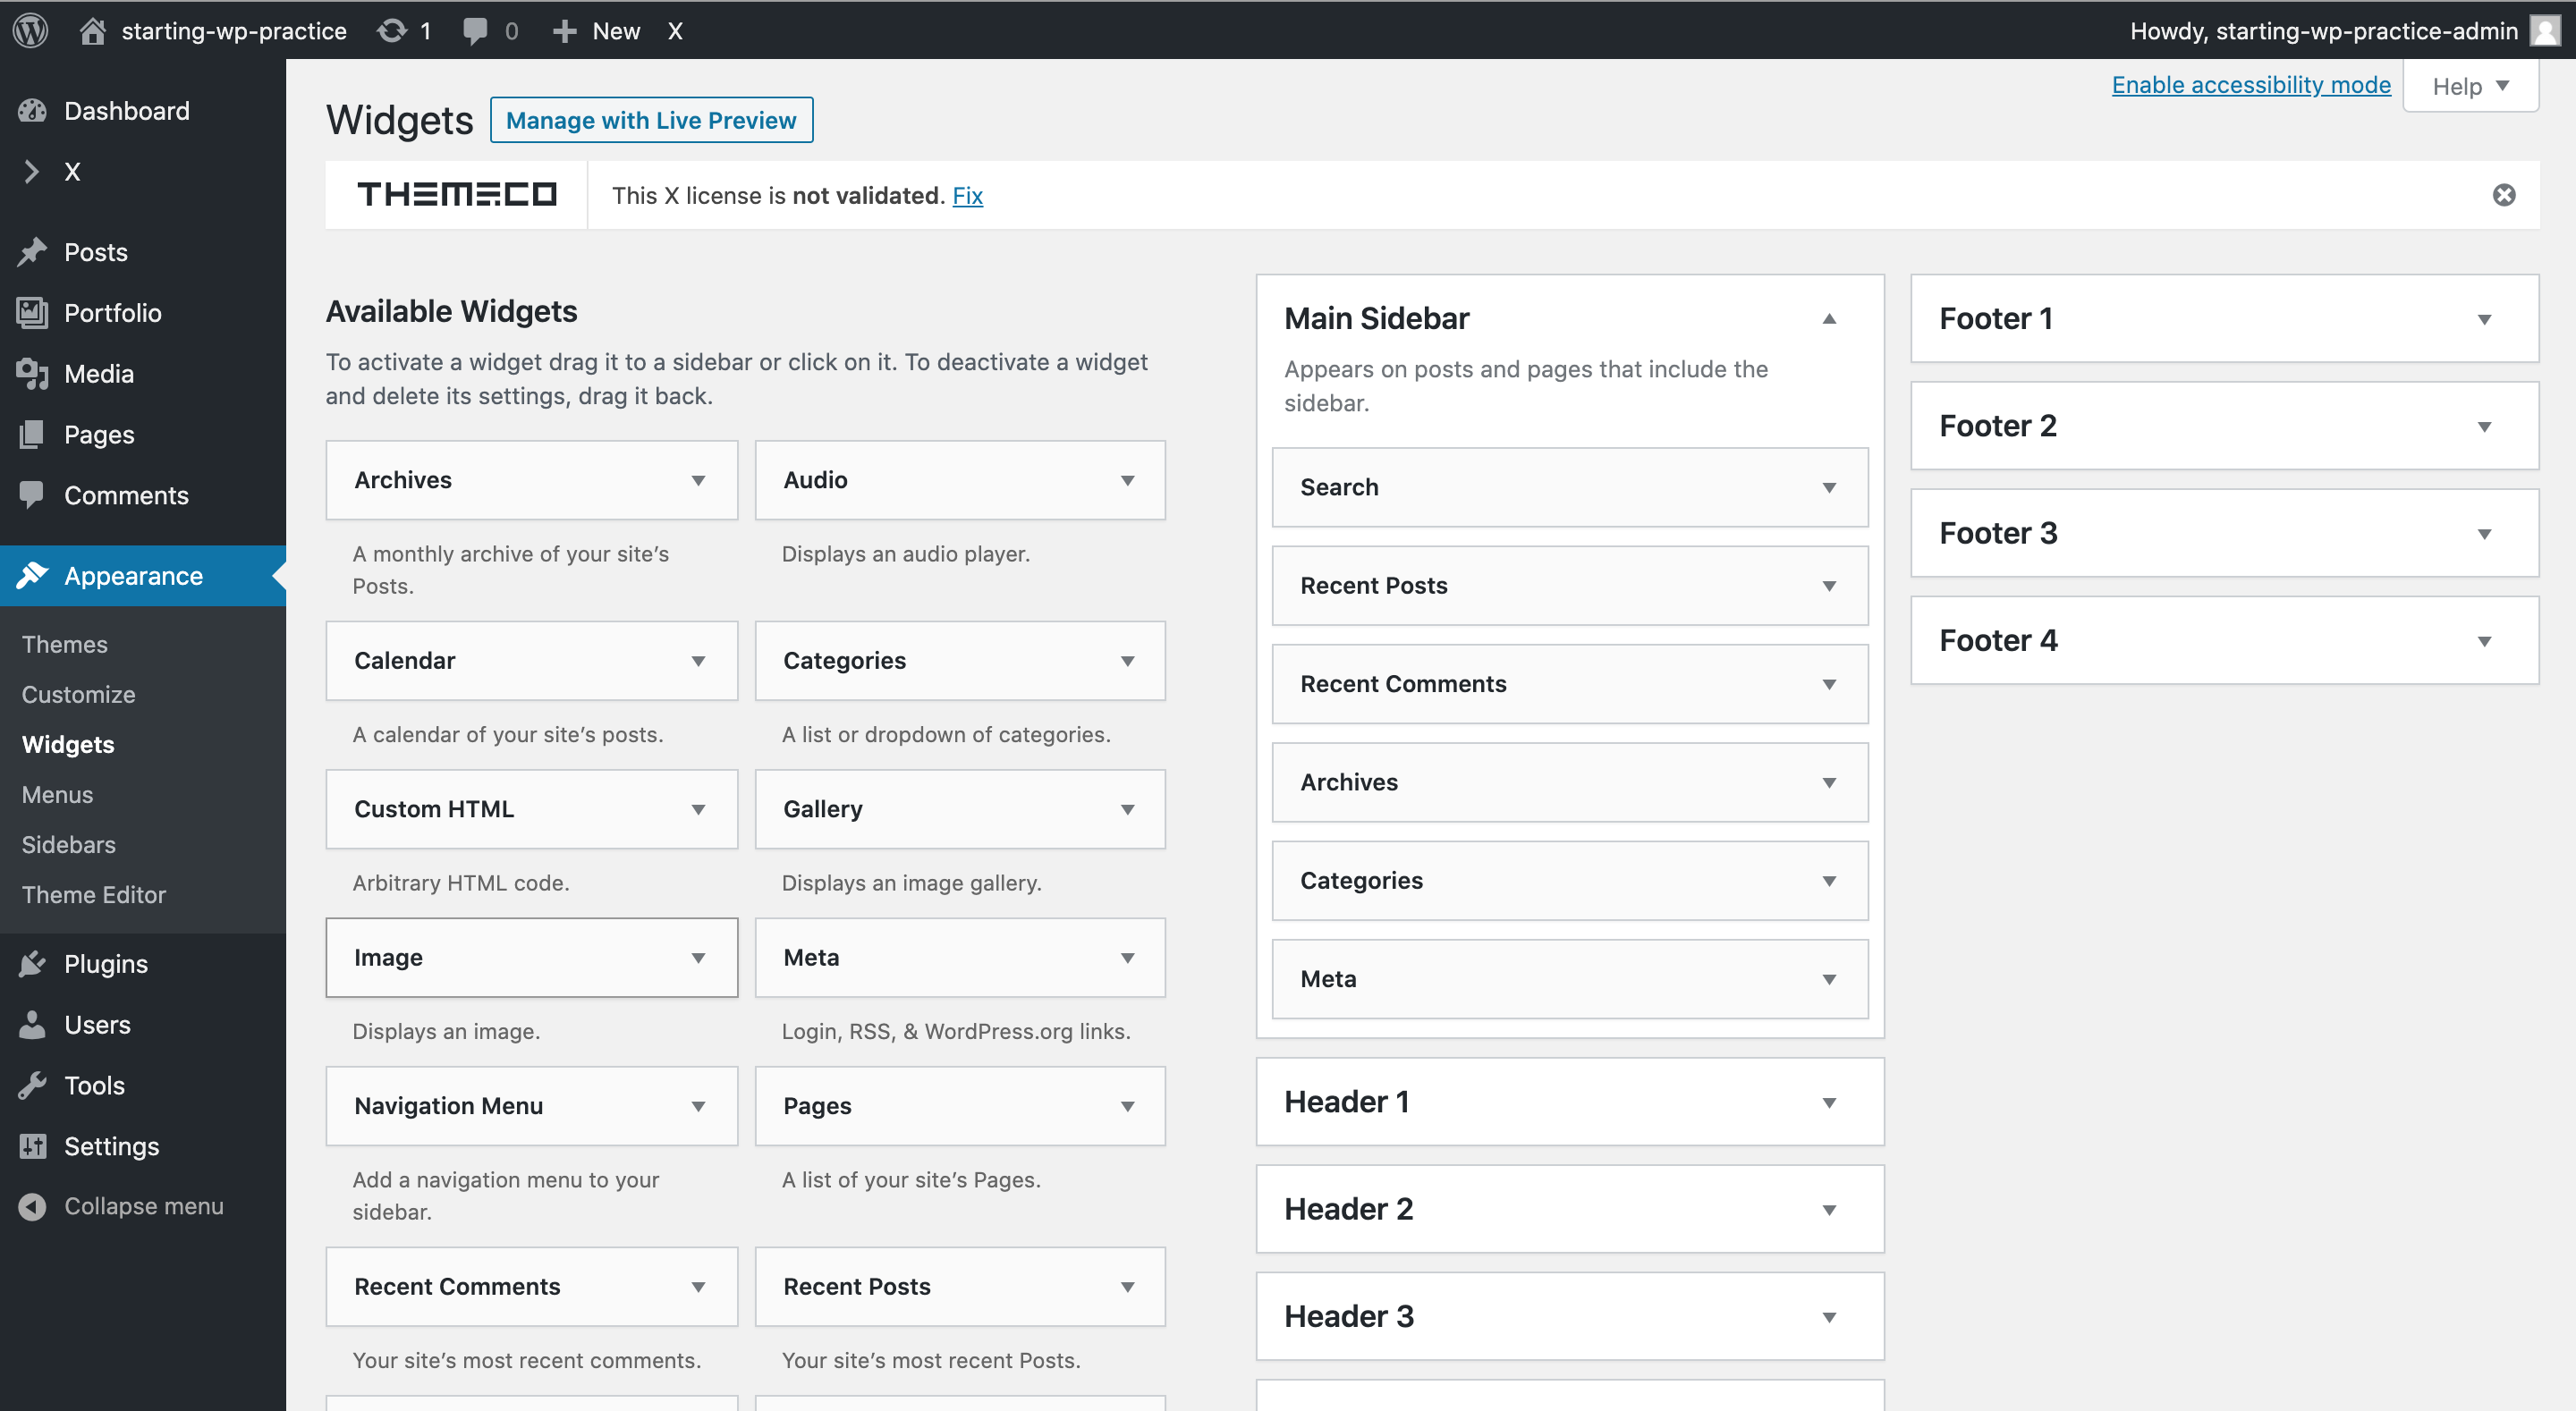 starting-wp-practice 1 0 New X Howdy, starting-wp-practice-admin
Dashboard
X
Posts
Portfolio
Media
Pages
Comments
Appearance
Themes
Customize
Widgets
Menus
Sidebars
Theme Editor
Plugins
Users
Tools
Settings
Collapse menu
Enable accessibility mode Help
Widgets Manage with Live Preview
THEMECO This X license is not validated. Fix
Available Widgets
To activate a widget drag it to a sidebar or click on it. To deactivate a widget
and delete its settings, drag it back.
Archives
A monthly archive of your site’s
Posts.
Audio
Displays an audio player.
Calendar
A calendar of your site’s posts.
Categories
A list or dropdown of categories.
Custom HTML
Arbitrary HTML code.
Gallery
Displays an image gallery.
Image
Displays an image.
Meta
Login, RSS, & WordPress.org links.
Navigation Menu
Add a navigation menu to your
sidebar.
Pages
A list of your site’s Pages.
Recent Comments
Your site’s most recent comments.
Recent Posts
Your site’s most recent Posts.
Main Sidebar
Appears on posts and pages that include the
sidebar.
Search
Recent Posts
Recent Comments
Archives
Categories
Meta
Header 1
Header 2
Header 3
Footer 1
Footer 2
Footer 3
Footer 4